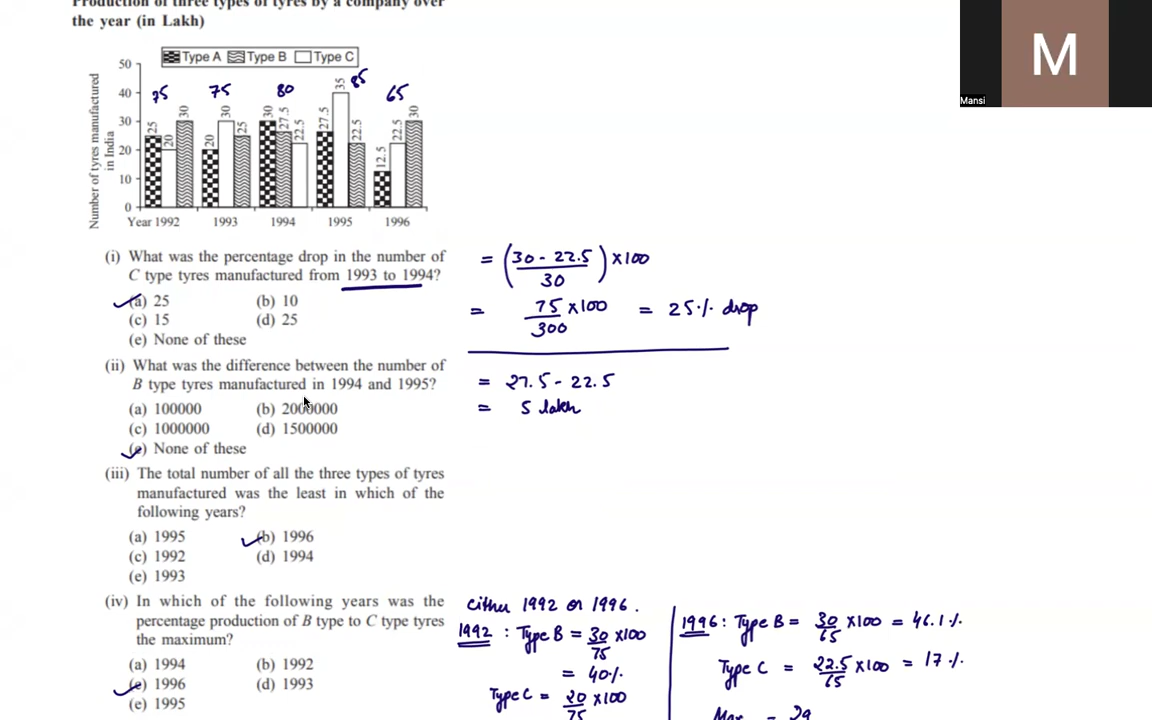 Production of three types of tyres by a company over
the year (in Lakh)
Type A Type B Type C
Number of tyres manufactured
in India
50
40
30
20
10
0
75 75 80 85 65
25 20 30
20 30 25
30 27.5 22.5
27.5 35 22.5
12.5 22.5 30
Year 1992 1993 1994 1995 1996
M
Mansi
(i) What was the percentage drop in the number of
C type tyres manufactured from 1993 to 1994?
(a) 25 (b) 10
(c) 15 (d) 25
(e) None of these
= (30 - 22.5 / 30) x100
= 75 x100 / 300 = 25% drop
(ii) What was the difference between the number of
B type tyres manufactured in 1994 and 1995?
(a) 100000 (b) 2000000
(c) 1000000 (d) 1500000
(e) None of these
= 27.5 - 22.5
= 5 lakh
(iii) The total number of all the three types of tyres
manufactured was the least in which of the
following years?
(a) 1995 (b) 1996
(c) 1992 (d) 1994
(e) 1993
(iv) In which of the following years was the
percentage production of B type to C type tyres
the maximum?
(a) 1994 (b) 1992
(c) 1996 (d) 1993
(e) 1995
either 1992 or 1996.
1992 : Type B = 30/75 x100
= 40%
Type C = 20/75 x100
1996 : Type B = 30/65 x100 = 46.1%
Type C = 22.5/65 x100 = 17%
= 29